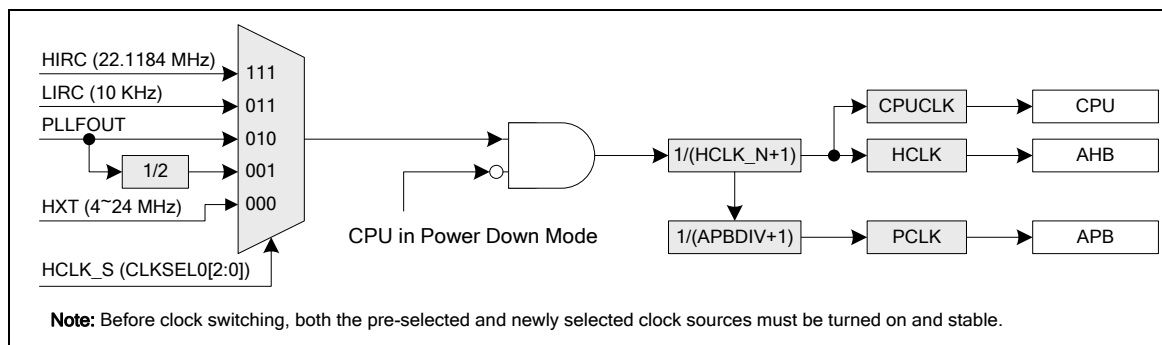 HIRC (22.1184 MHz)
LIRC (10 KHz)
PLLFOUT
1/2
HXT (4~24 MHz)
HCLK_S (CLKSEL0[2:0])
111
011
010
001
000
CPU in Power Down Mode
1/(HCLK_N+1)
1/(APBDIV+1)
CPUCLK
CPU
HCLK
AHB
PCLK
APB
Note: Before clock switching, both the pre-selected and newly selected clock sources must be turned on and stable.